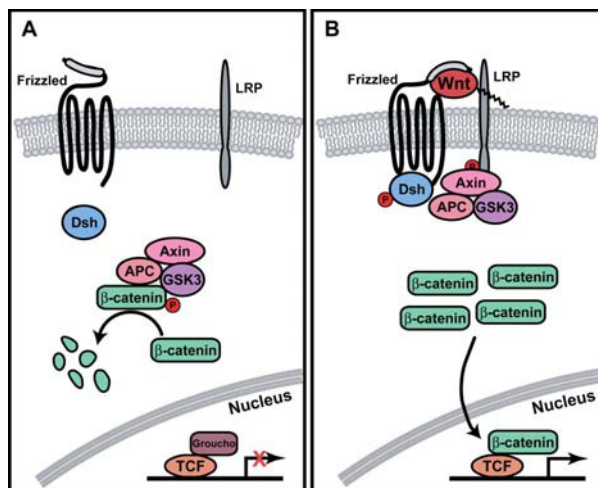 A
Frizzled
LRP
Dsh
Axin
APC
GSK3
β-catenin
P
β-catenin
Nucleus
Groucho
TCF
X
B
Frizzled
Wnt
LRP
P
P
Dsh
Axin
APC
GSK3
β-catenin
β-catenin
β-catenin
β-catenin
Nucleus
β-catenin
TCF